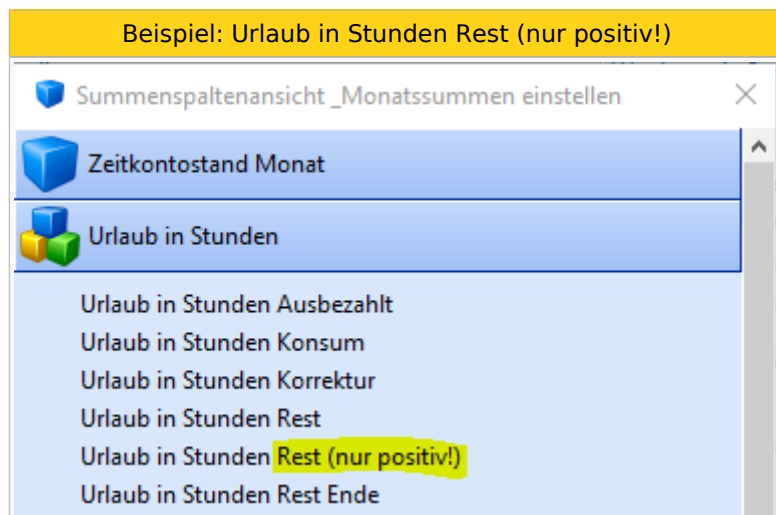 Beispiel: Urlaub in Stunden Rest (nur positiv!)
Summenspaltenansicht _Monatssummen einstellen
Zeitkontostand Monat
Urlaub in Stunden
Urlaub in Stunden Ausbezahlt
Urlaub in Stunden Konsum
Urlaub in Stunden Korrektur
Urlaub in Stunden Rest
Urlaub in Stunden Rest (nur positiv!)
Urlaub in Stunden Rest Ende